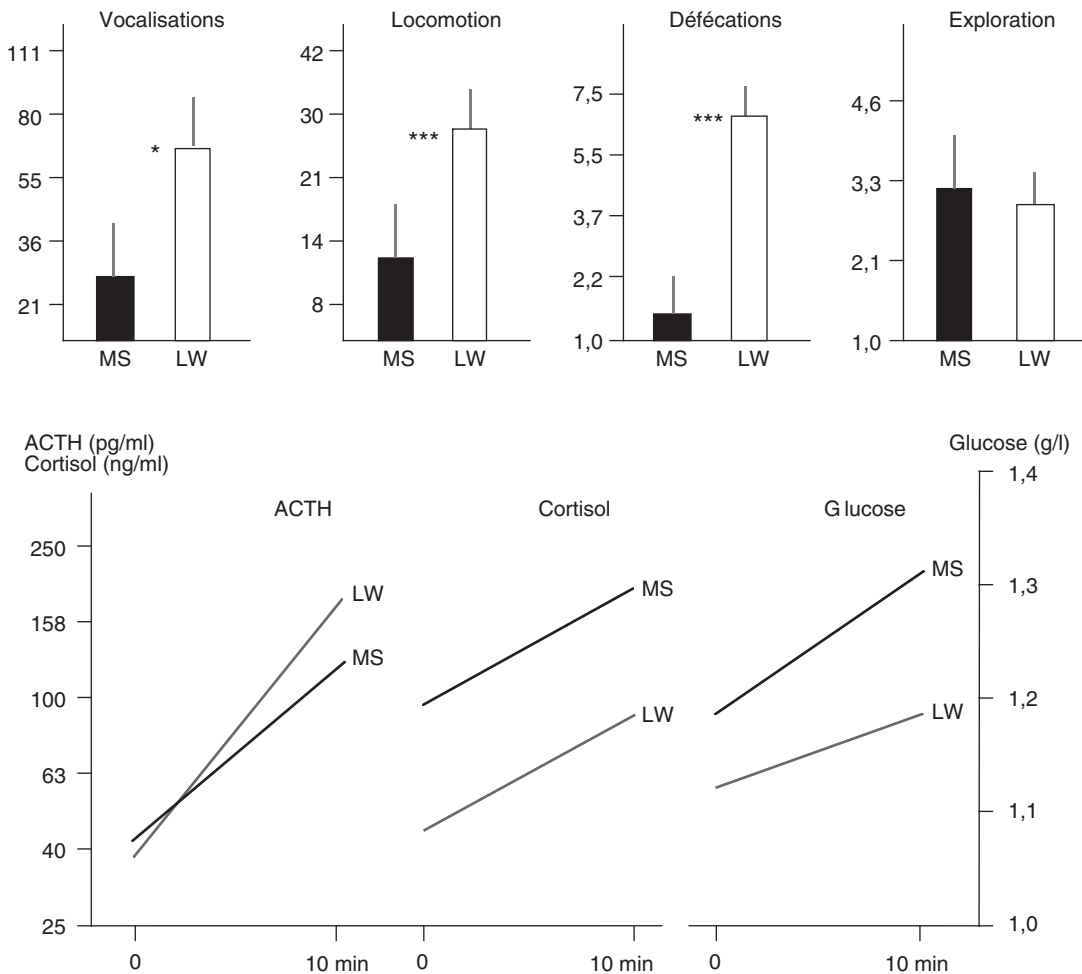 Vocalisations
111
80
55
36
21
*
MS LW
Locomotion
42
30
21
14
8
***
MS LW
Défécations
7,5
5,5
3,7
2,2
1,0
***
MS LW
Exploration
4,6
3,3
2,1
1,0
MS LW
ACTH (pg/ml)
Cortisol (ng/ml)
250
158
100
63
40
25
ACTH
LW
MS
0 10 min
Cortisol
MS
LW
0 10 min
Glucose
MS
LW
0 10 min
Glucose (g/l)
1,4
1,3
1,2
1,1
1,0